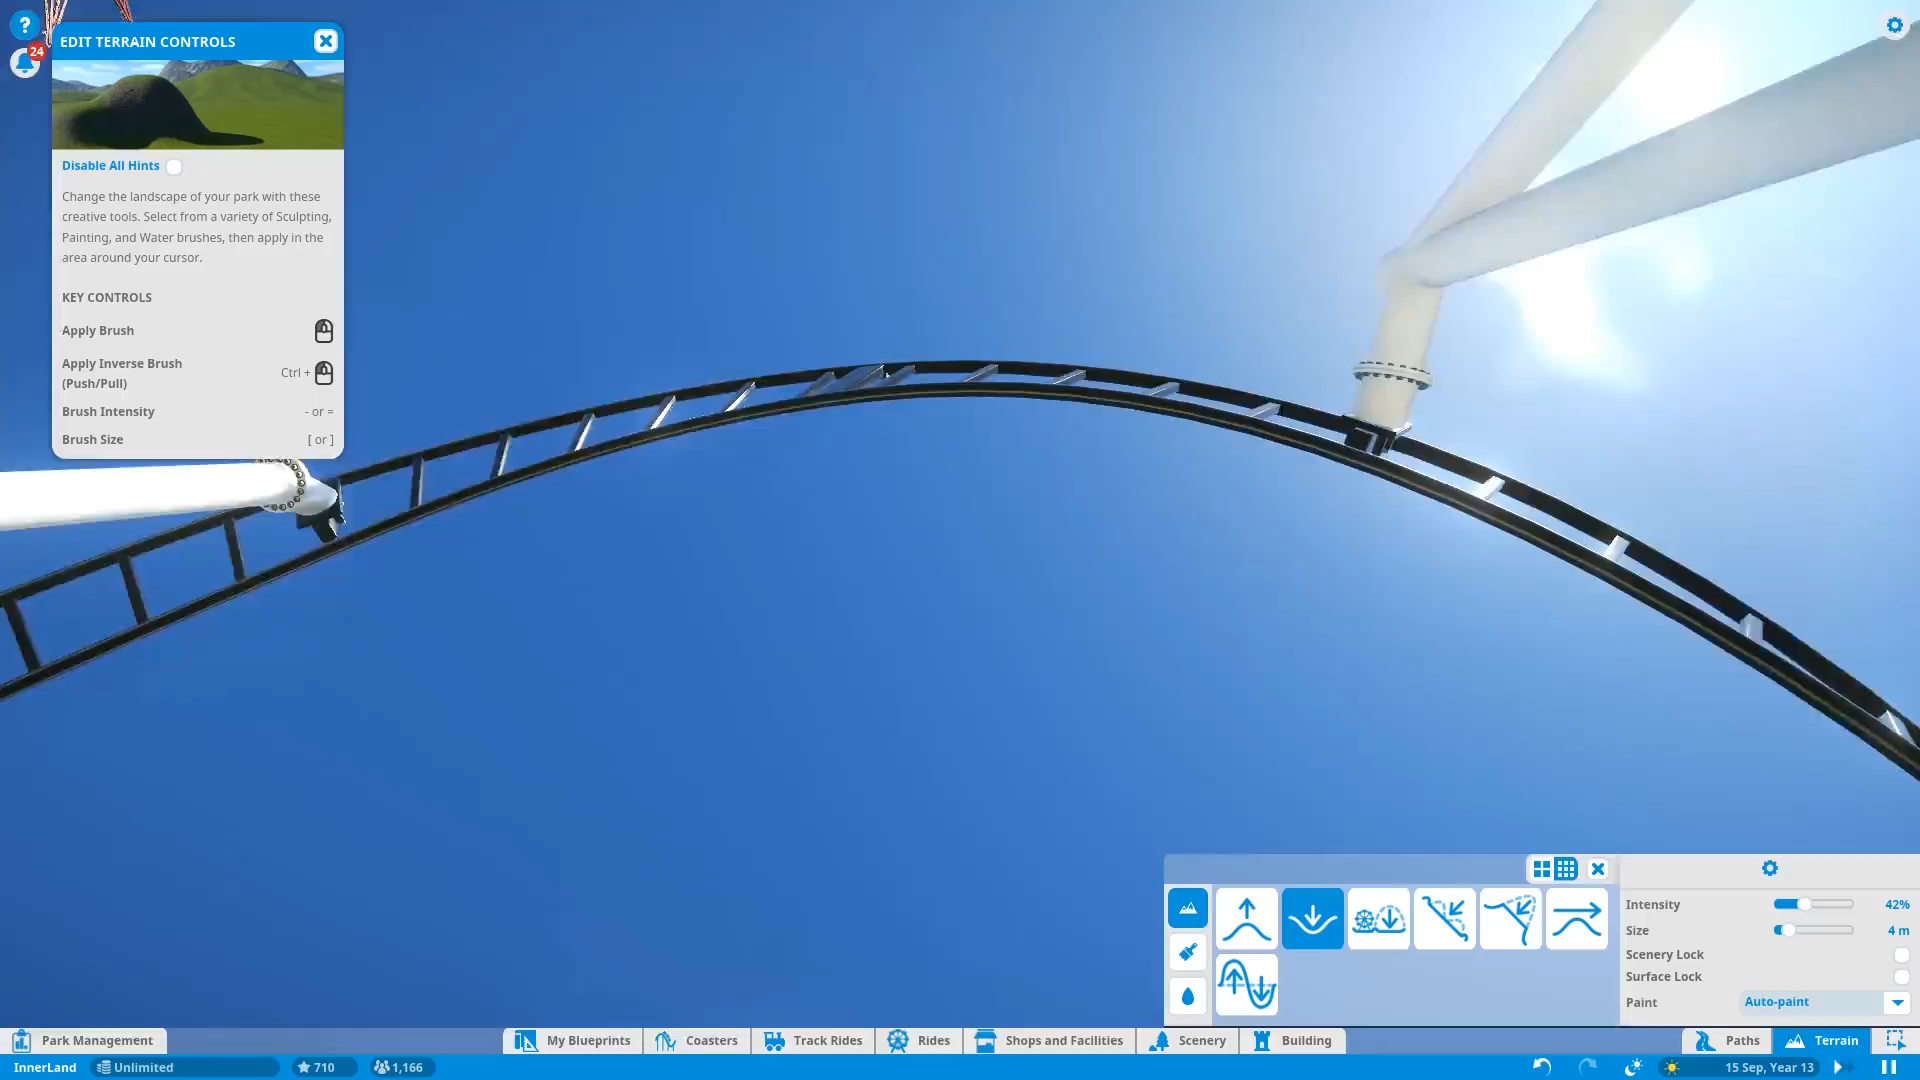 ?
24
EDIT TERRAIN CONTROLS
Disable All Hints
Change the landscape of your park with these
creative tools. Select from a variety of Sculpting,
Painting, and Water brushes, then apply in the
area around your cursor.
KEY CONTROLS
Apply Brush
Apply Inverse Brush
(Push/Pull)
Ctrl +
Brush Intensity
- or =
Brush Size
[ or ]
Intensity
42%
Size
4 m
Scenery Lock
Surface Lock
Paint
Auto-paint
Park Management
My Blueprints
Coasters
Track Rides
Rides
Shops and Facilities
Scenery
Building
Paths
Terrain
InnerLand
Unlimited
710
1,166
15 Sep, Year 13